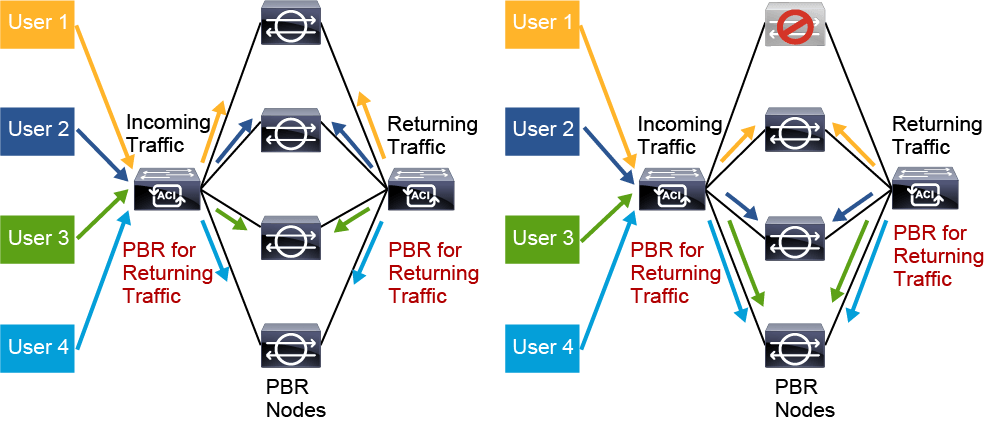 User 1
User 2
User 3
User 4
Incoming
Traffic
ACI
PBR for
Returning
Traffic
Returning
Traffic
ACI
PBR for
Returning
Traffic
PBR
Nodes
User 1
User 2
User 3
User 4
Incoming
Traffic
ACI
PBR for
Returning
Traffic
Returning
Traffic
ACI
PBR for
Returning
Traffic
PBR
Nodes